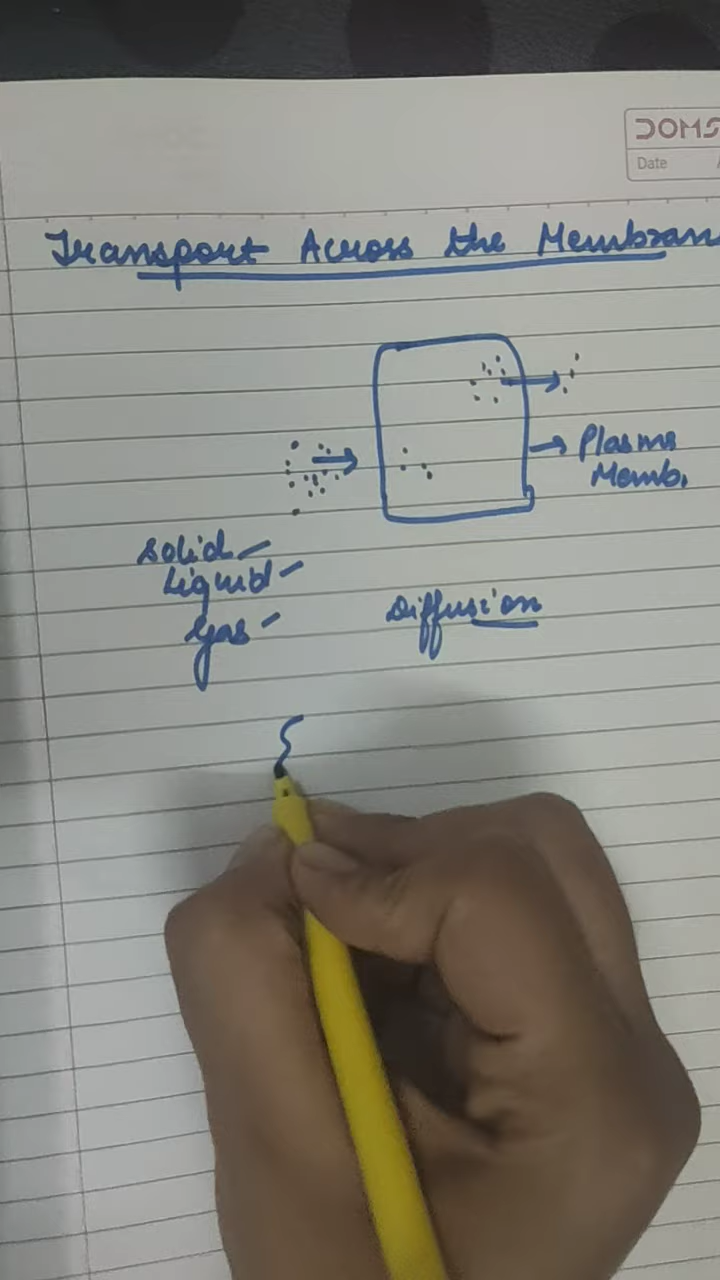 DOMS
Date
Transport Across the Membran
Plasma
Memb.
Solid
Liquid
Gas
Diffusion